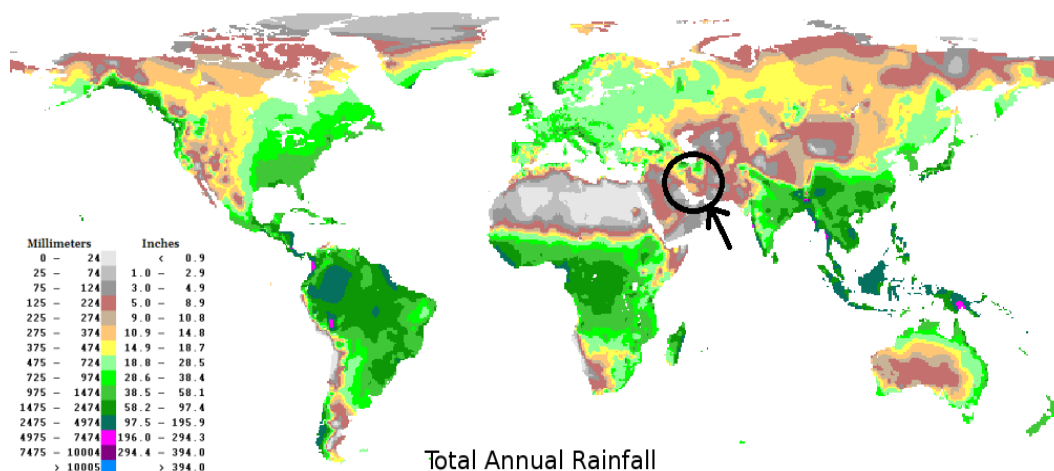 Millimeters Inches
0 – 24 < 0.9
25 – 74 1.0 – 2.9
75 – 124 3.0 – 4.9
125 – 224 5.0 – 8.9
225 – 274 9.0 – 10.8
275 – 374 10.9 – 14.8
375 – 474 14.9 – 18.7
475 – 724 18.8 – 28.5
725 – 974 28.6 – 38.4
975 – 1474 38.5 – 58.1
1475 – 2474 58.2 – 97.4
2475 – 4974 97.5 – 195.9
4975 – 7474 196.0 – 294.3
7475 – 10004 294.4 – 394.0
> 10005 > 394.0
Total Annual Rainfall